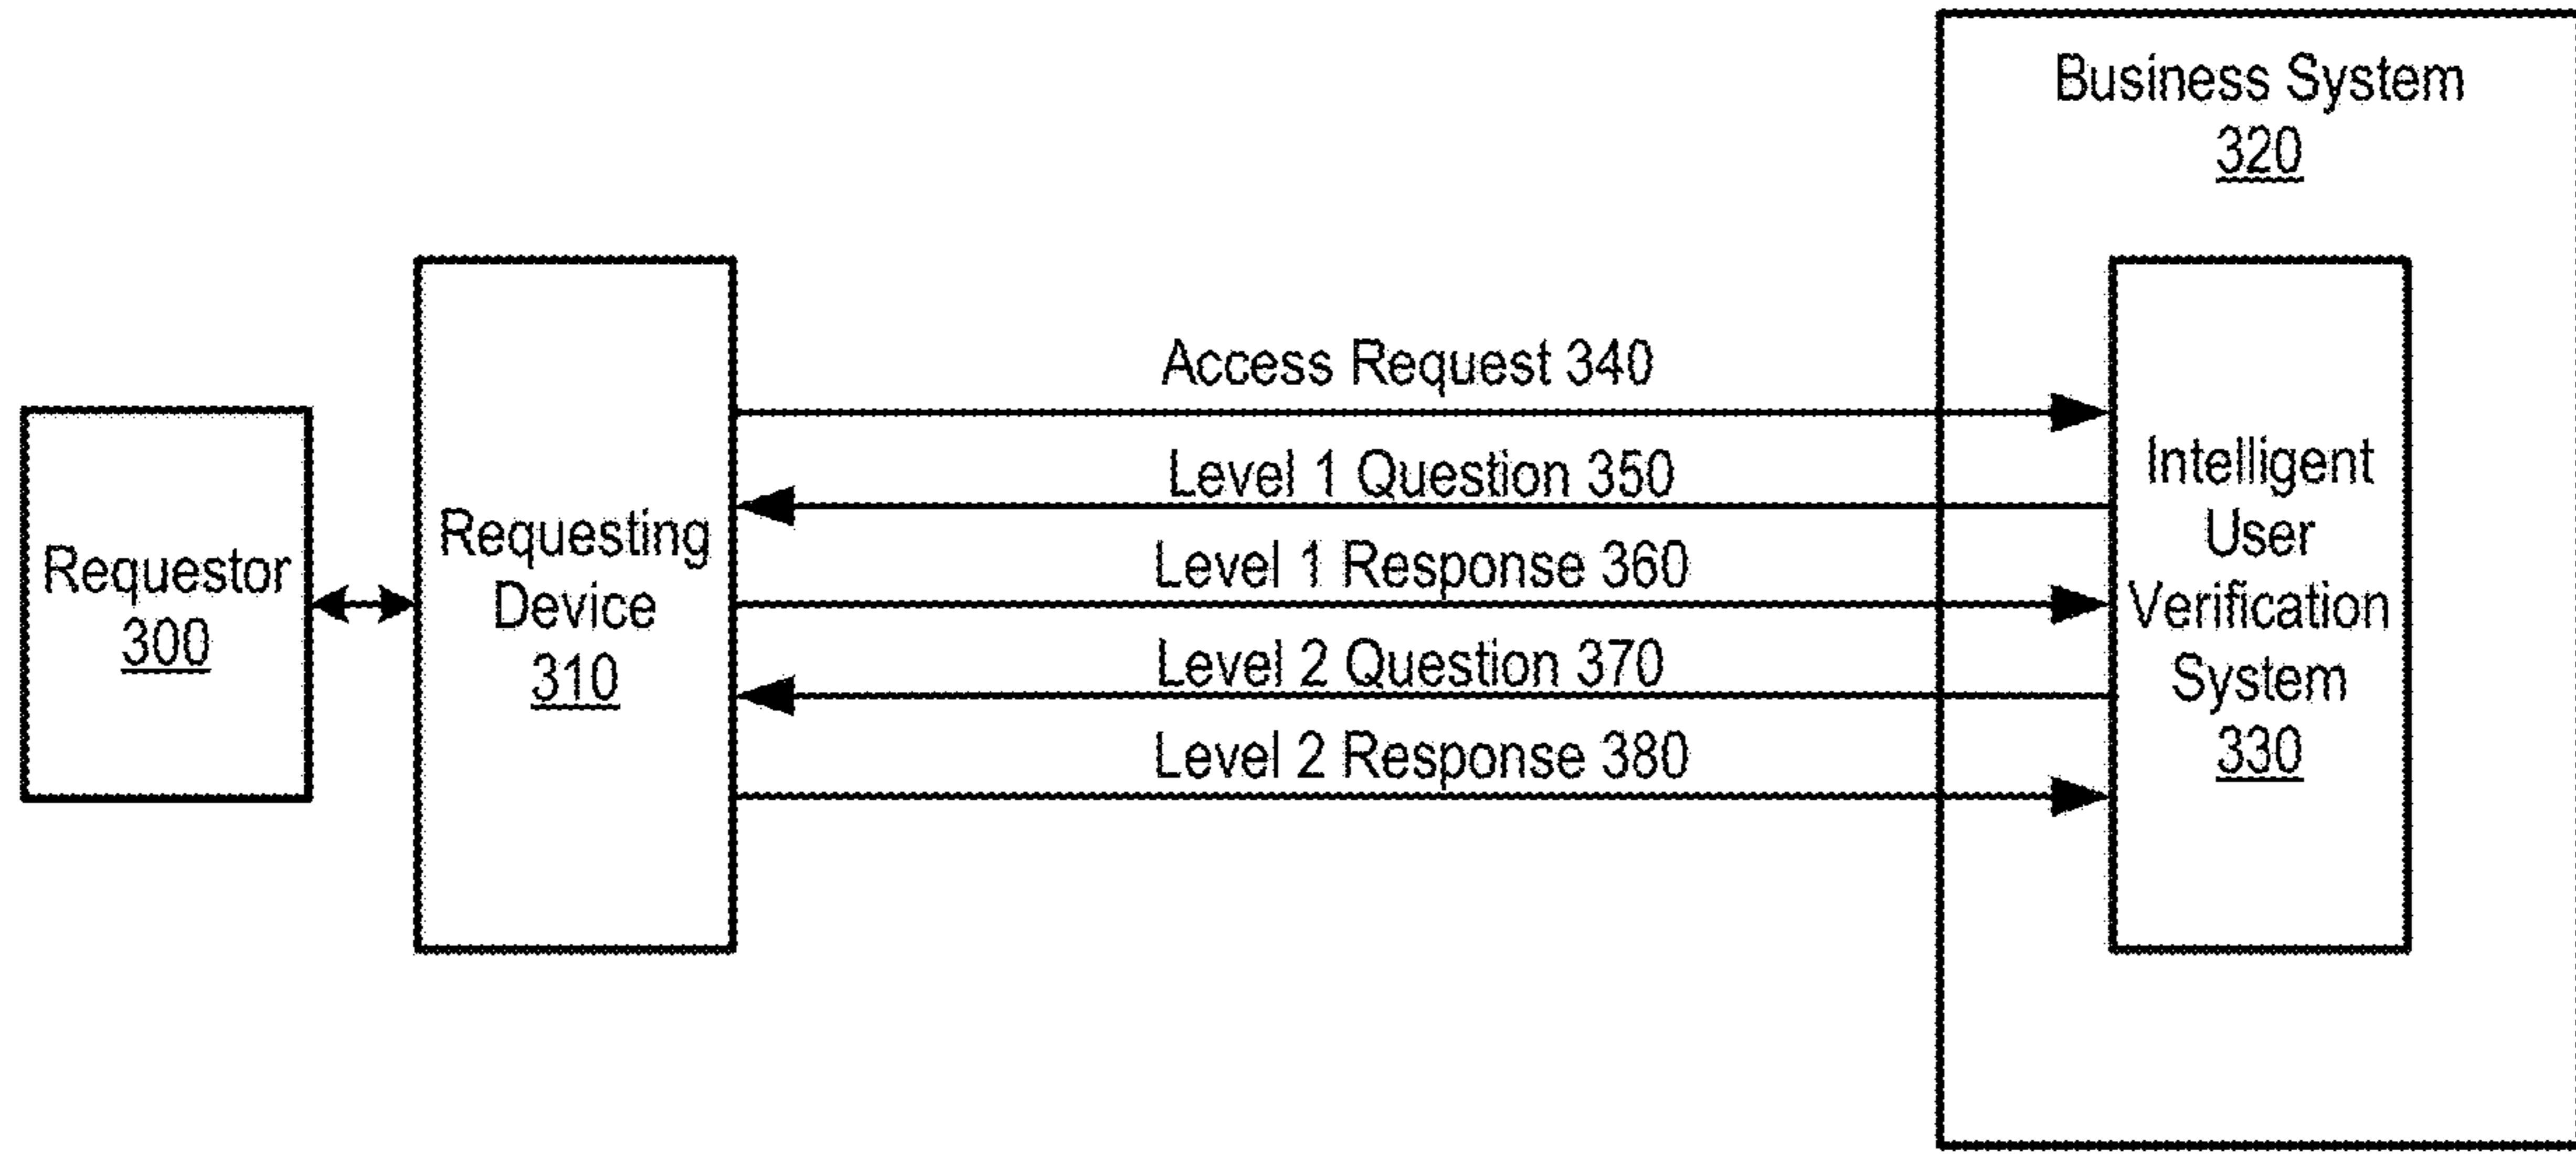 Business System
320
Requestor
300
Requesting
Device
310
Access Request 340
Level 1 Question 350
Level 1 Response 360
Level 2 Question 370
Level 2 Response 380
Intelligent
User
Verification
System
330